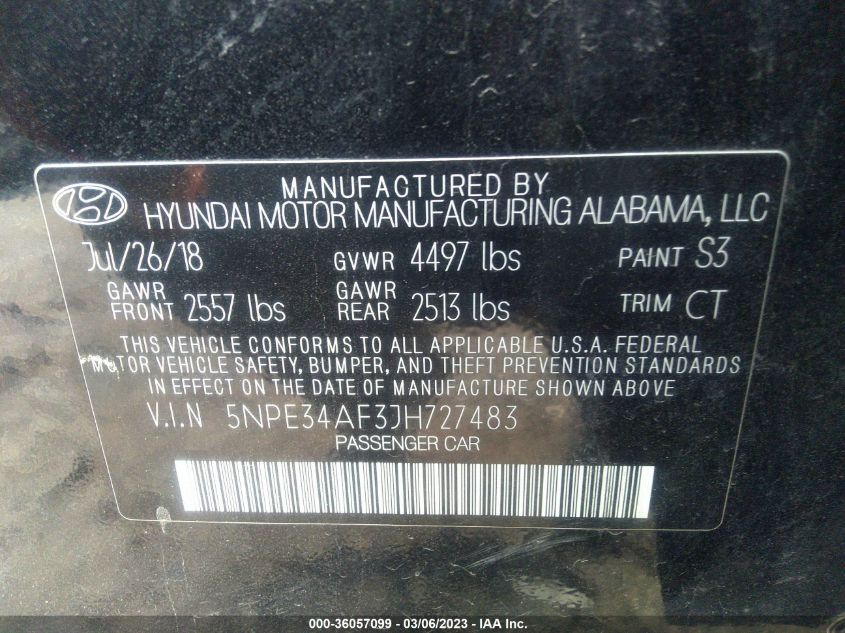 MANUFACTURED BY
HYUNDAI MOTOR MANUFACTURING ALABAMA, LLC
Jul/26/18 GVWR 4497 lbs PAINT S3
GAWR FRONT 2557 lbs GAWR REAR 2513 lbs TRIM CT
THIS VEHICLE CONFORMS TO ALL APPLICABLE U.S.A. FEDERAL
MOTOR VEHICLE SAFETY, BUMPER, AND THEFT PREVENTION STANDARDS
IN EFFECT ON THE DATE OF MANUFACTURE SHOWN ABOVE
V.I.N 5NPE34AF3JH727483
PASSENGER CAR
000-36057099 - 03/06/2023 - IAA Inc.